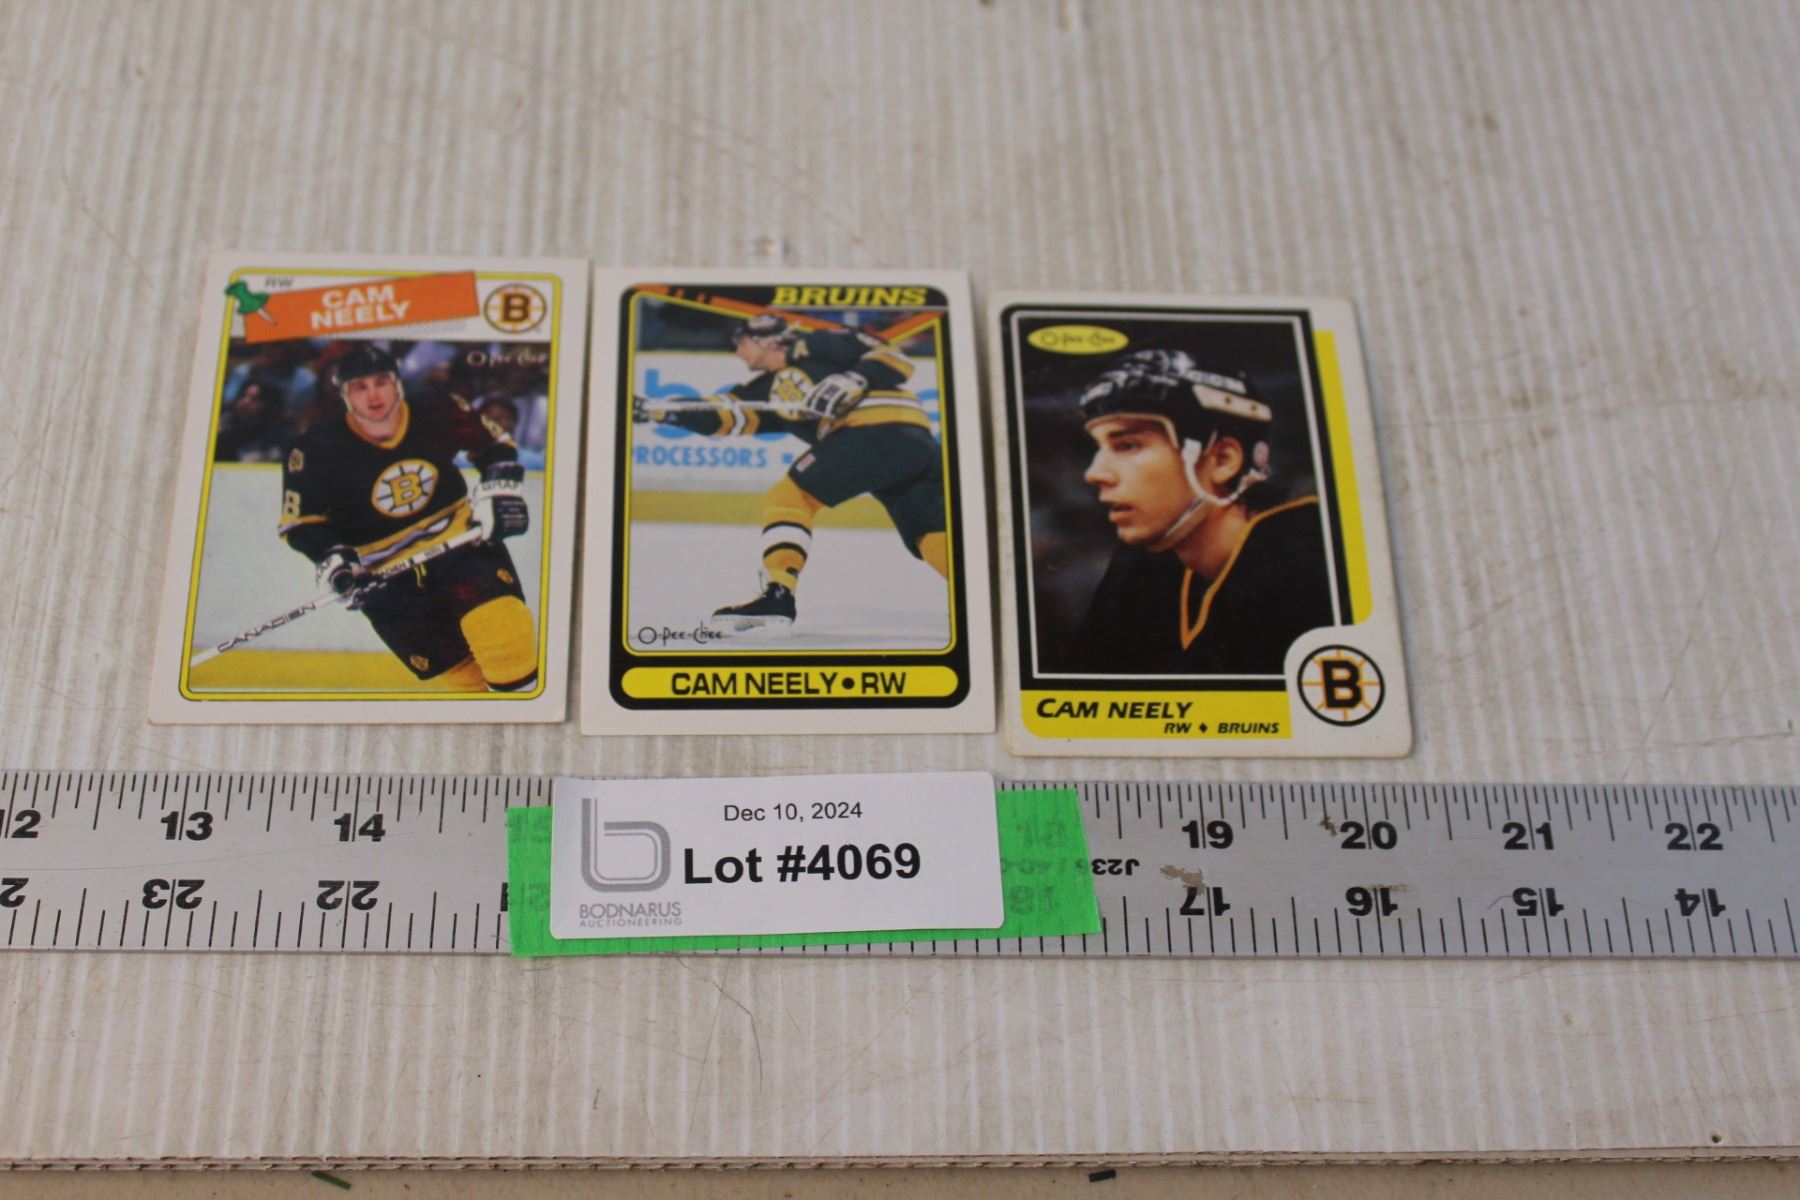 RW
CAM
NEELY
B
O-Pee-Chee
B
GRAF
CANADIEN
BRUINS
A
PROCESSORS
O-Pee-Chee
CAM NEELY • RW
O-Pee-Chee
CAM NEELY
RW ♦ BRUINS
B
12 13 14 19 20 21 22
23 22 17 16 15 14
Dec 10, 2024
Lot #4069
BODNARUS
AUCTIONEERING